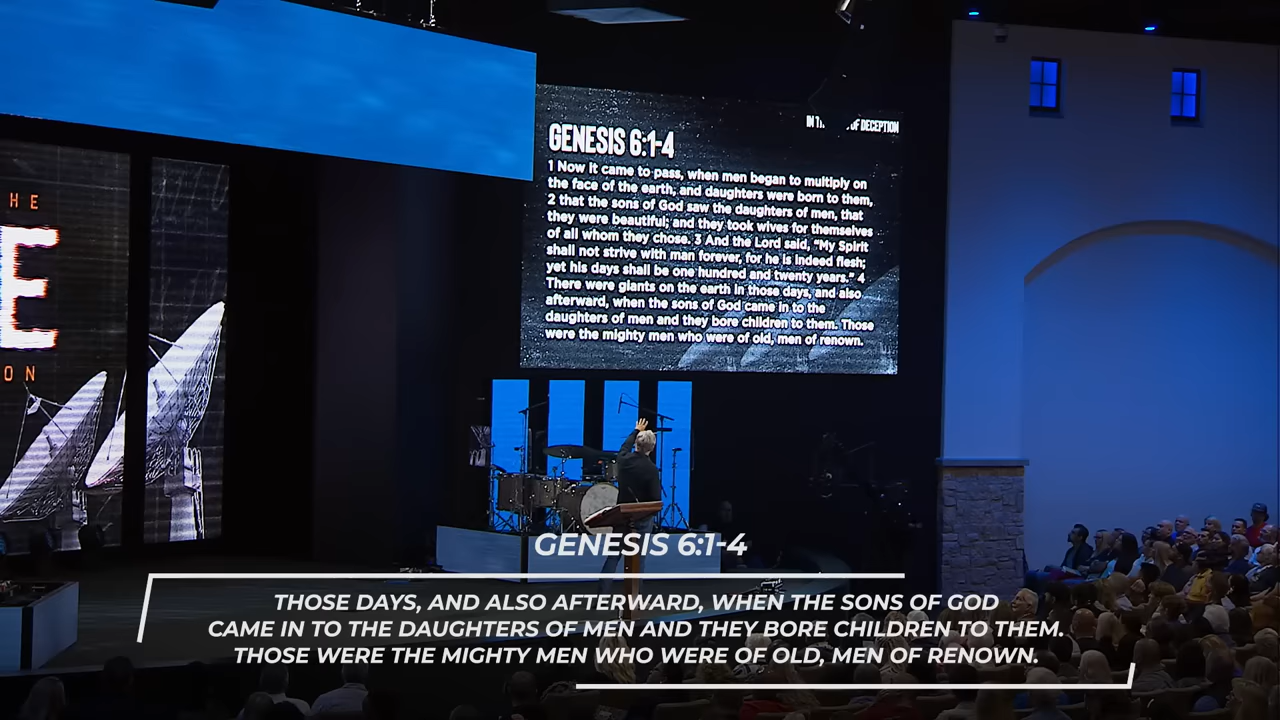 HE
E
ON
IN T
OF DECEPTION
GENESIS 6:1-4
1 Now it came to pass, when men began to multiply on
the face of the earth, and daughters were born to them,
2 that the sons of God saw the daughters of men, that
they were beautiful; and they took wives for themselves
of all whom they chose. 3 And the Lord said, "My Spirit
shall not strive with man forever, for he is indeed flesh;
yet his days shall be one hundred and twenty years." 4
There were giants on the earth in those days, and also
afterward, when the sons of God came in to the
daughters of men and they bore children to them. Those
were the mighty men who were of old, men of renown.
GENESIS 6:1-4
THOSE DAYS, AND ALSO AFTERWARD, WHEN THE SONS OF GOD
CAME IN TO THE DAUGHTERS OF MEN AND THEY BORE CHILDREN TO THEM.
THOSE WERE THE MIGHTY MEN WHO WERE OF OLD, MEN OF RENOWN.